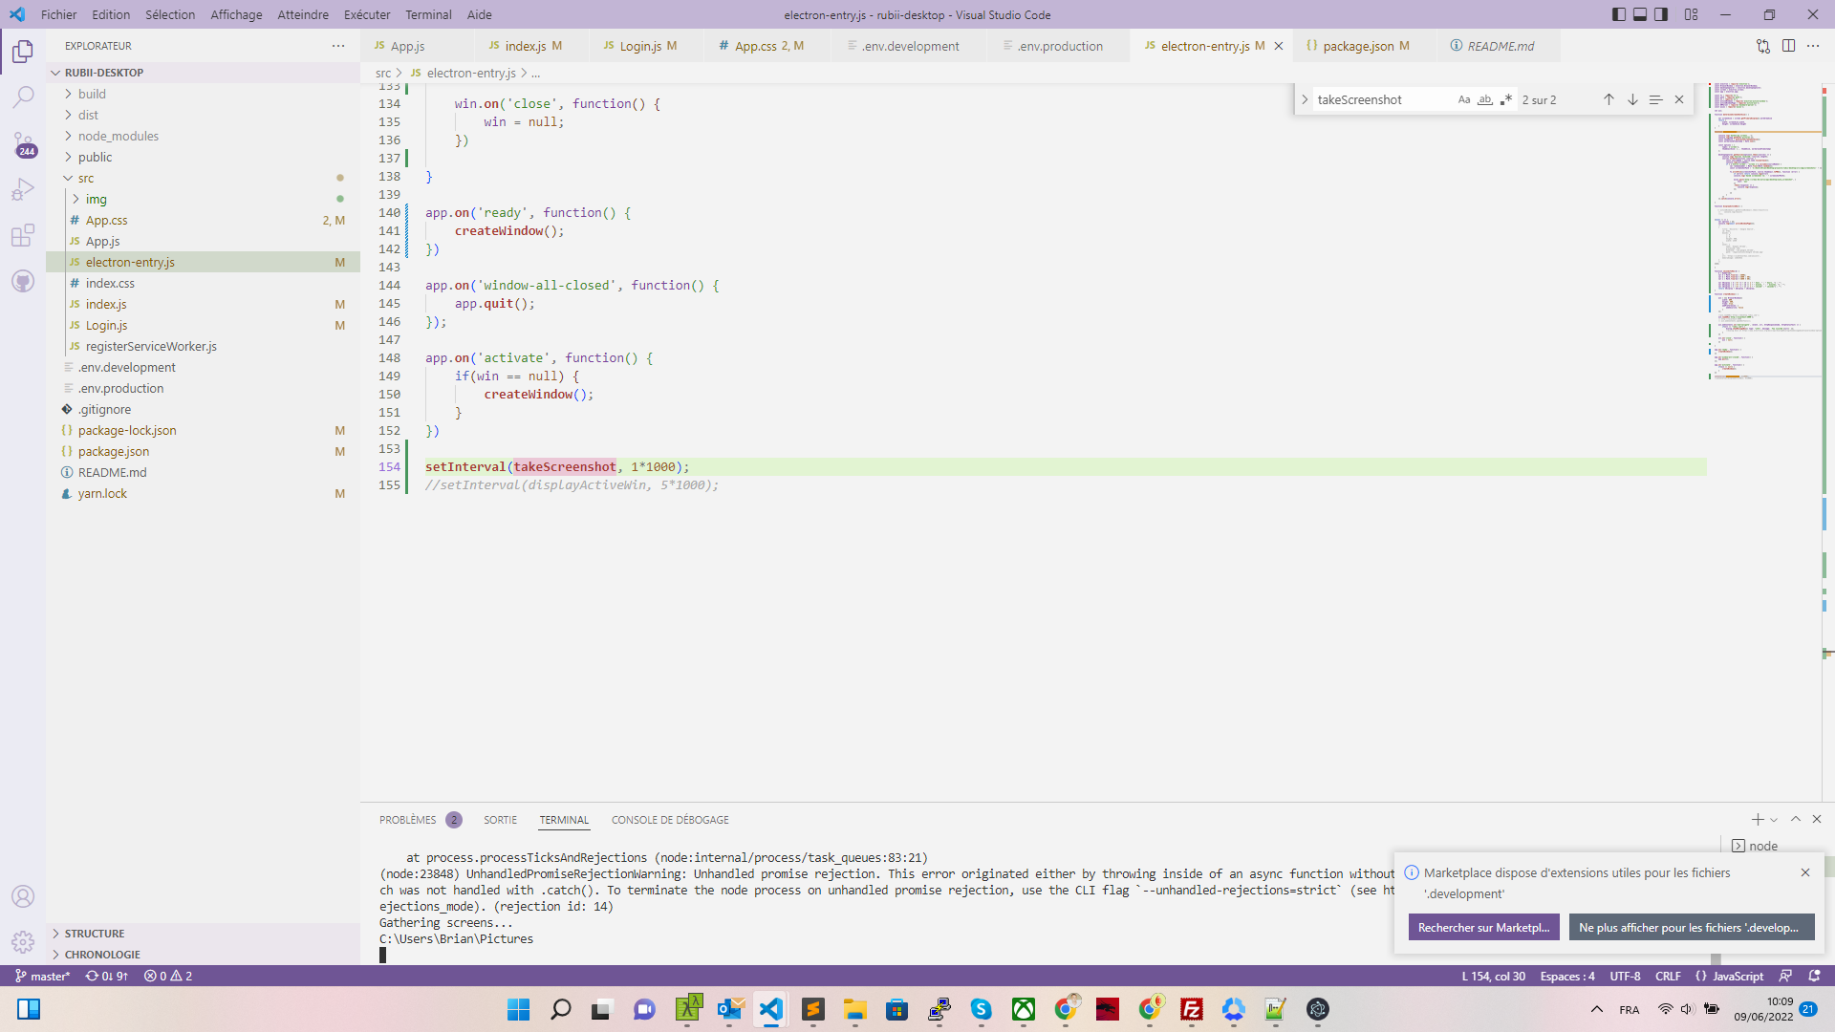 Fichier Edition Sélection Affichage Atteindre Exécuter Terminal Aide
electron-entry.js - rubii-desktop - Visual Studio Code
EXPLORATEUR
App.js
index.js M
Login.js M
App.css 2, M
.env.development
.env.production
electron-entry.js M
package.json M
README.md
src > JS electron-entry.js > ...
takeScreenshot
Aa ab .*
2 sur 2
244
RUBII-DESKTOP
build
dist
node_modules
public
src
img
# App.css 2, M
JS App.js
JS electron-entry.js M
# index.css
JS index.js M
JS Login.js M
JS registerServiceWorker.js
.env.development
.env.production
.gitignore
{} package-lock.json M
{} package.json M
README.md
yarn.lock M
STRUCTURE
CHRONOLOGIE
133
134 win.on('close', function() {
135 win = null;
136 })
137
138 }
139
140 app.on('ready', function() {
141 createWindow();
142 })
143
144 app.on('window-all-closed', function() {
145 app.quit();
146 });
147
148 app.on('activate', function() {
149 if(win == null) {
150 createWindow();
151 }
152 })
153
154 setInterval(takeScreenshot, 1*1000);
155 //setInterval(displayActiveWin, 5*1000);
PROBLÈMES 2 SORTIE TERMINAL CONSOLE DE DÉBOGAGE
node
at process.processTicksAndRejections (node:internal/process/task_queues:83:21)
(node:23848) UnhandledPromiseRejectionWarning: Unhandled promise rejection. This error originated either by throwing inside of an async function without
ch was not handled with .catch(). To terminate the node process on unhandled promise rejection, use the CLI flag `--unhandled-rejections=strict` (see ht
ejections_mode). (rejection id: 14)
Gathering screens...
C:\Users\Brian\Pictures
Marketplace dispose d'extensions utiles pour les fichiers
'.development'
Rechercher sur Marketpl...
Ne plus afficher pour les fichiers '.develop...
master* 0↓ 9↑ 0 2
L 154, col 30 Espaces : 4 UTF-8 CRLF {} JavaScript
FRA
10:09
09/06/2022
21